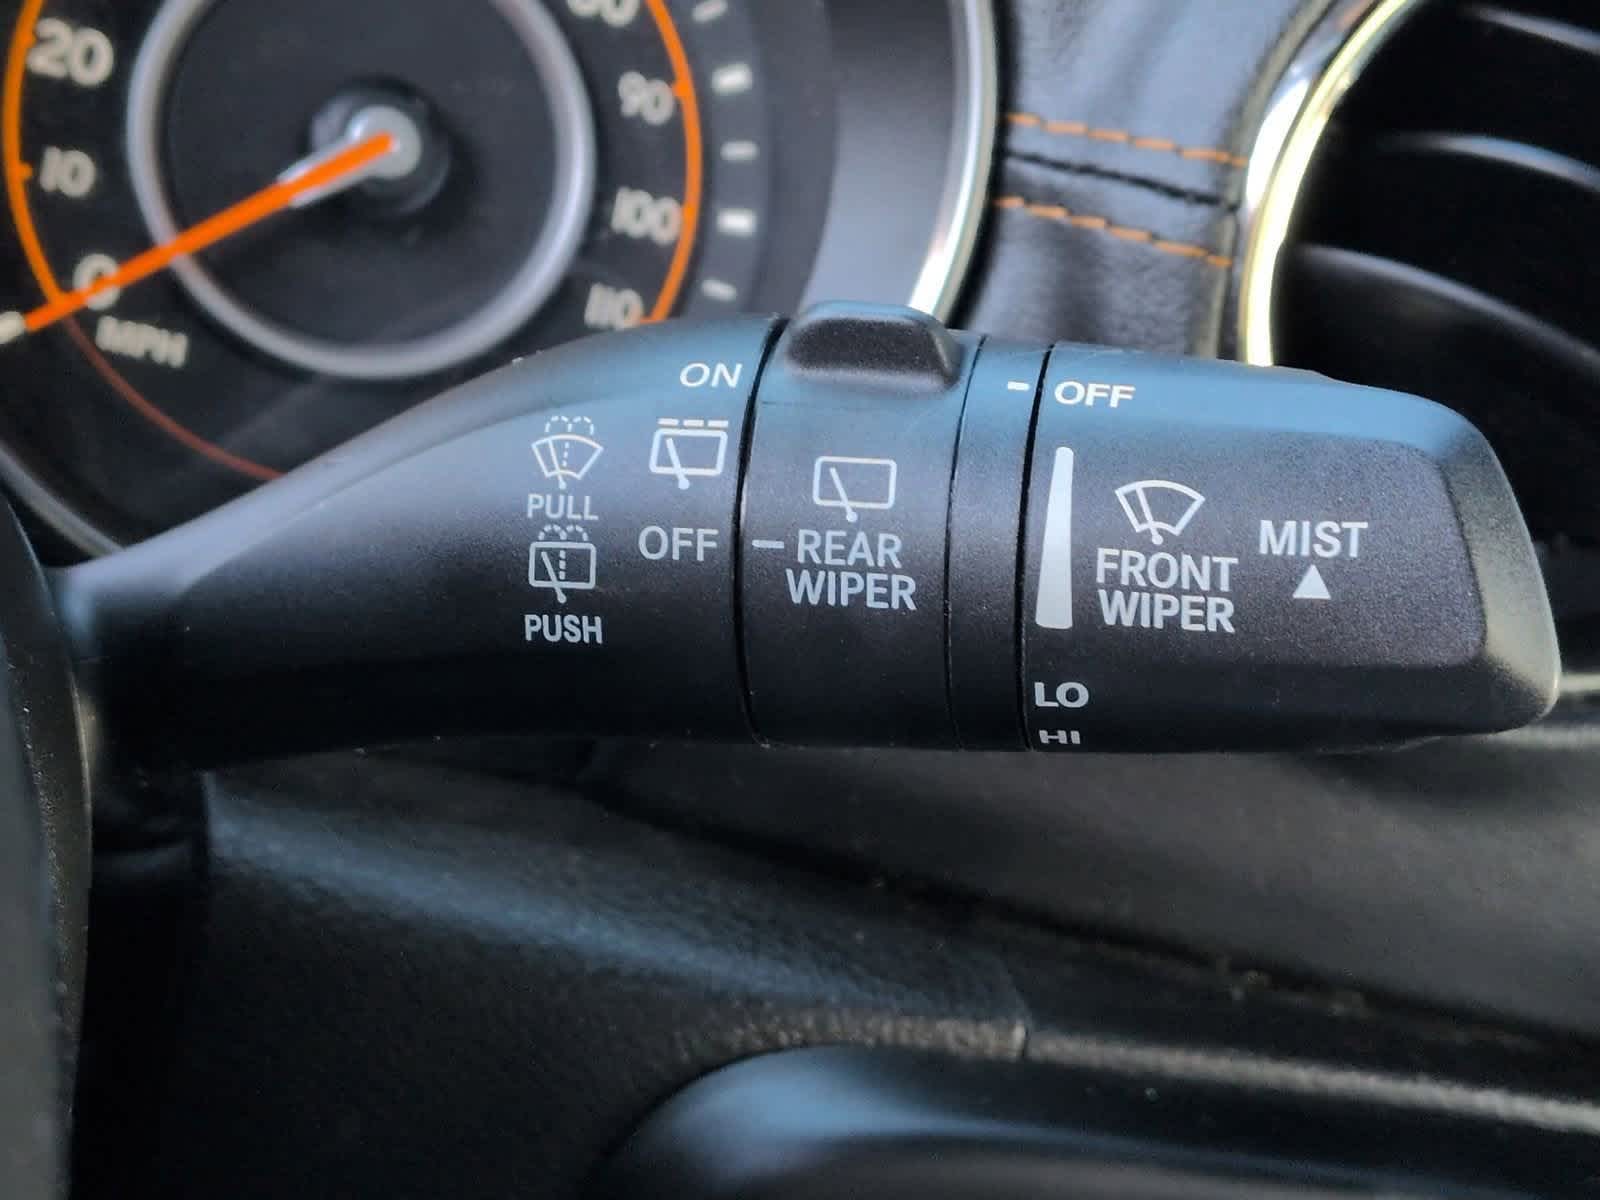 20
10
0
MPH
90
100
110
ON
OFF
PULL
PUSH
OFF
REAR
WIPER
FRONT
WIPER
MIST
LO
HI